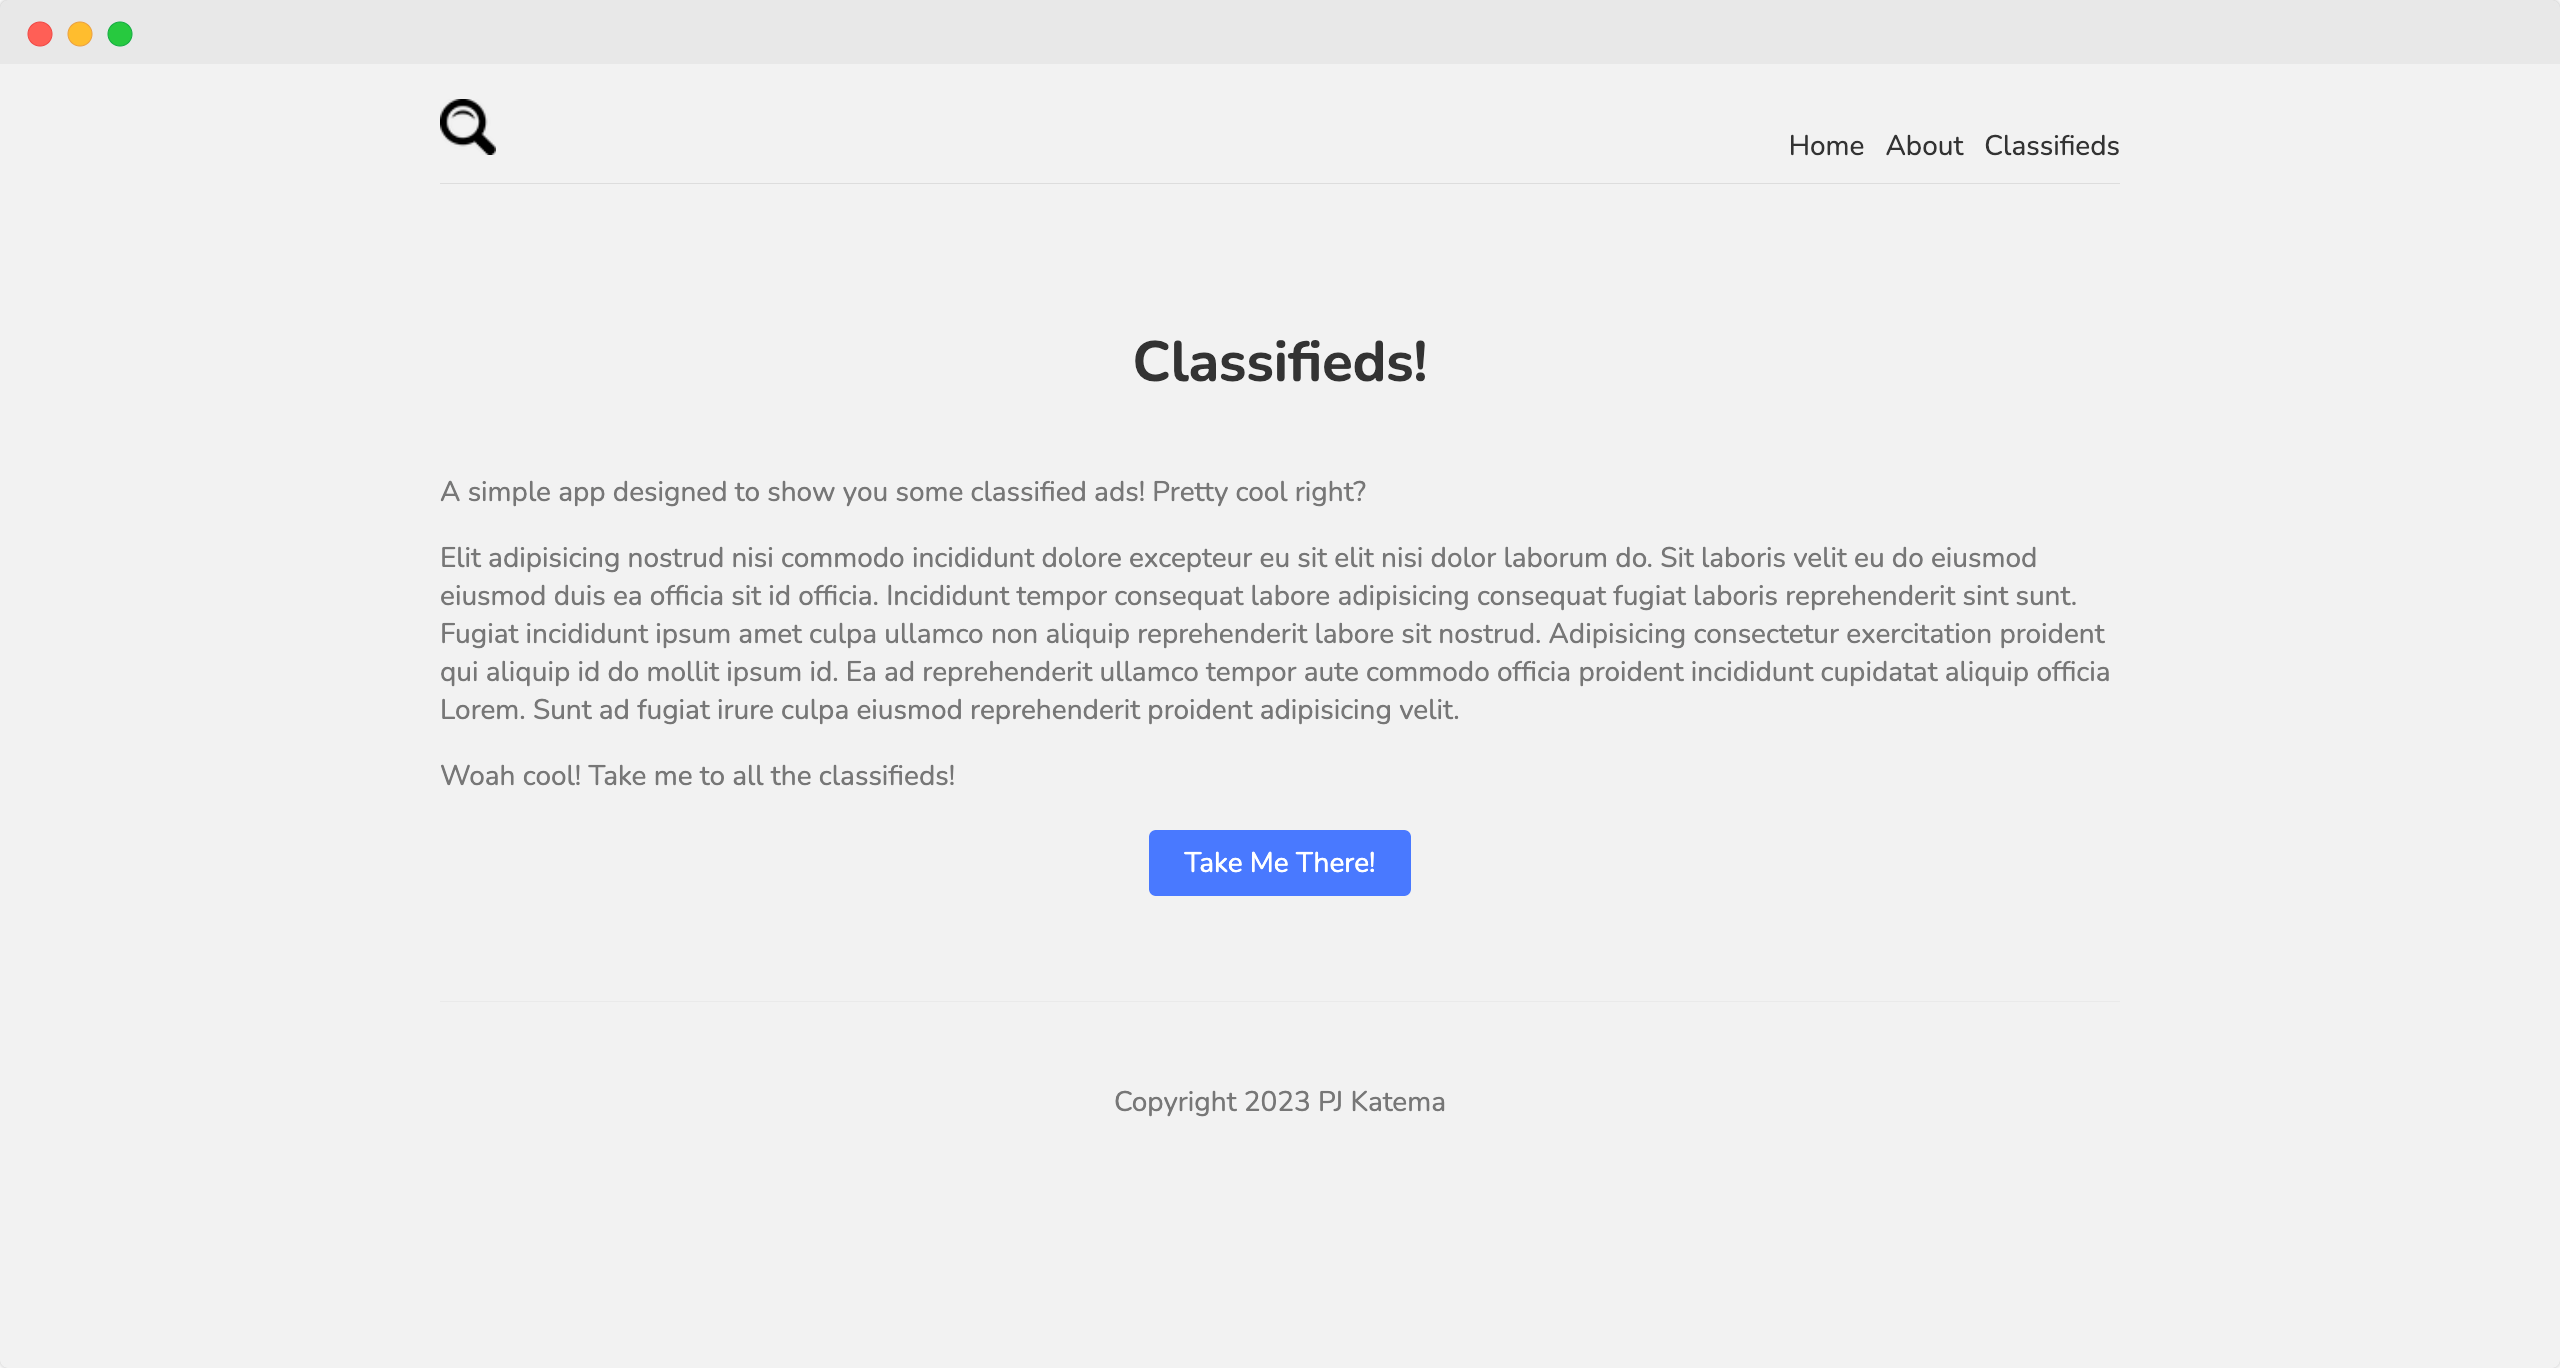 Home About Classifieds
Classifieds!
A simple app designed to show you some classified ads! Pretty cool right?
Elit adipisicing nostrud nisi commodo incididunt dolore excepteur eu sit elit nisi dolor laborum do. Sit laboris velit eu do eiusmod
eiusmod duis ea officia sit id officia. Incididunt tempor consequat labore adipisicing consequat fugiat laboris reprehenderit sint sunt.
Fugiat incididunt ipsum amet culpa ullamco non aliquip reprehenderit labore sit nostrud. Adipisicing consectetur exercitation proident
qui aliquip id do mollit ipsum id. Ea ad reprehenderit ullamco tempor aute commodo officia proident incididunt cupidatat aliquip officia
Lorem. Sunt ad fugiat irure culpa eiusmod reprehenderit proident adipisicing velit.
Woah cool! Take me to all the classifieds!
Take Me There!
Copyright 2023 PJ Katema